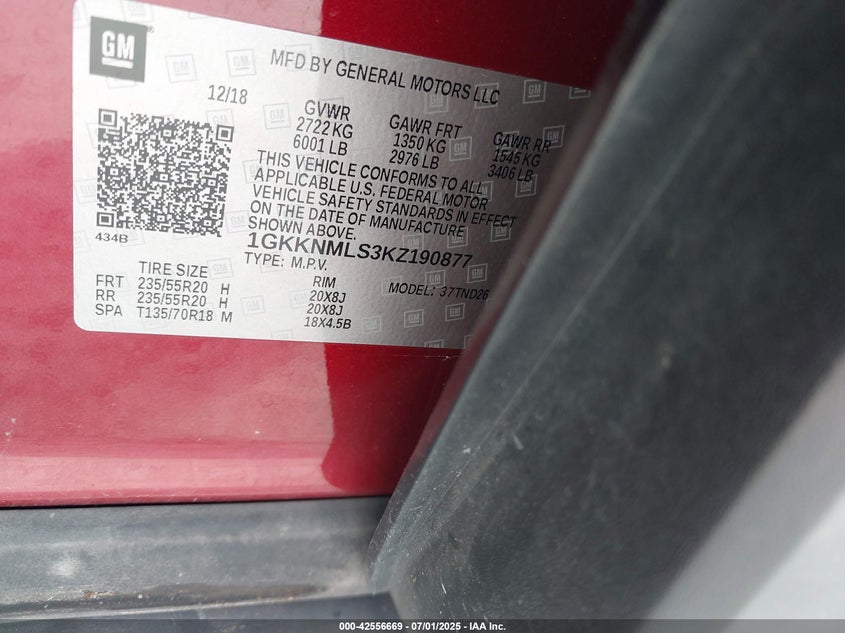 GM
MFD BY GENERAL MOTORS LLC
12/18
GVWR
2722 KG
6001 LB
GAWR FRT
1350 KG
2976 LB
GAWR RR
1545 KG
3406 LB
THIS VEHICLE CONFORMS TO ALL
APPLICABLE U.S. FEDERAL MOTOR
VEHICLE SAFETY STANDARDS IN EFFECT
ON THE DATE OF MANUFACTURE
SHOWN ABOVE.
434B
1GKKNMLS3KZ190877
TYPE: M.P.V.
MODEL: 37TND26
TIRE SIZE RIM
FRT 235/55R20 H 20X8J
RR 235/55R20 H 20X8J
SPA T135/70R18 M 18X4.5B
000-42556669 - 07/01/2025 - IAA Inc.